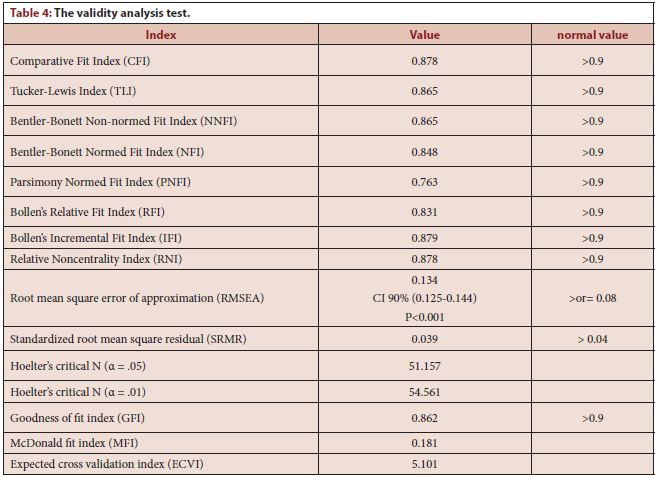 Table 4: The validity analysis test.
Index Value normal value
Comparative Fit Index (CFI) 0.878 >0.9
Tucker-Lewis Index (TLI) 0.865 >0.9
Bentler-Bonett Non-normed Fit Index (NNFI) 0.865 >0.9
Bentler-Bonett Normed Fit Index (NFI) 0.848 >0.9
Parsimony Normed Fit Index (PNFI) 0.763 >0.9
Bollen's Relative Fit Index (RFI) 0.831 >0.9
Bollen's Incremental Fit Index (IFI) 0.879 >0.9
Relative Noncentrality Index (RNI) 0.878 >0.9
0.134
Root mean square error of approximation (RMSEA) CI 90% (0.125-0.144) >or= 0.08
P<0.001
Standardized root mean square residual (SRMR) 0.039 > 0.04
Hoelter's critical N (α = .05) 51.157
Hoelter's critical N (α = .01) 54.561
Goodness of fit index (GFI) 0.862 >0.9
McDonald fit index (MFI) 0.181
Expected cross validation index (ECVI) 5.101